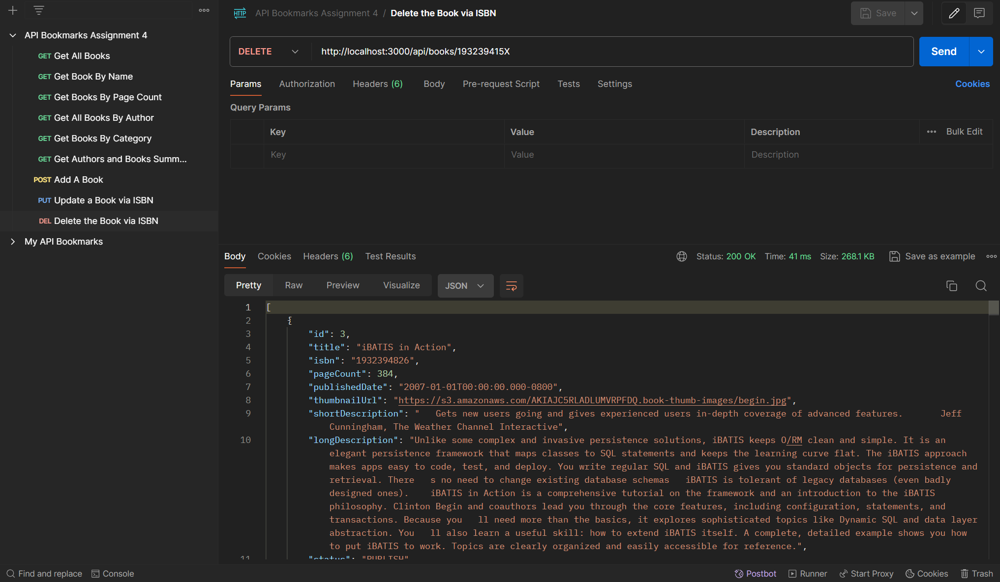 API Bookmarks Assignment 4
GET Get All Books
GET Get Book By Name
GET Get Books By Page Count
GET Get All Books By Author
GET Get Books By Category
GET Get Authors and Books Summ...
POST Add A Book
PUT Update a Book via ISBN
DEL Delete the Book via ISBN
My API Bookmarks
HTTP API Bookmarks Assignment 4 / Delete the Book via ISBN
Save
DELETE http://localhost:3000/api/books/193239415X
Send
Params Authorization Headers (6) Body Pre-request Script Tests Settings Cookies
Query Params
Key Value Description Bulk Edit
Key Value Description
Body Cookies Headers (6) Test Results Status: 200 OK Time: 41 ms Size: 268.1 KB Save as example
Pretty Raw Preview Visualize JSON
1 [
2 {
3 "id": 3,
4 "title": "iBATIS in Action",
5 "isbn": "1932394826",
6 "pageCount": 384,
7 "publishedDate": "2007-01-01T00:00:00.000-0800",
8 "thumbnailUrl": "https://s3.amazonaws.com/AKIAJC5RLADLUMVRPFDQ.book-thumb-images/begin.jpg",
9 "shortDescription": "   Gets new users going and gives experienced users in-depth coverage of advanced features.       Jeff
Cunningham, The Weather Channel Interactive",
10 "longDescription": "Unlike some complex and invasive persistence solutions, iBATIS keeps O/RM clean and simple. It is an
elegant persistence framework that maps classes to SQL statements and keeps the learning curve flat. The iBATIS approach
makes apps easy to code, test, and deploy. You write regular SQL and iBATIS gives you standard objects for persistence and
retrieval. There   s no need to change existing database schemas   iBATIS is tolerant of legacy databases (even badly
designed ones).    iBATIS in Action is a comprehensive tutorial on the framework and an introduction to the iBATIS
philosophy. Clinton Begin and coauthors lead you through the core features, including configuration, statements, and
transactions. Because you   ll need more than the basics, it explores sophisticated topics like Dynamic SQL and data layer
abstraction. You   ll also learn a useful skill: how to extend iBATIS itself. A complete, detailed example shows you how
to put iBATIS to work. Topics are clearly organized and easily accessible for reference.",
11 "status": "PUBLISH"
Find and replace Console Postbot Runner Start Proxy Cookies Trash